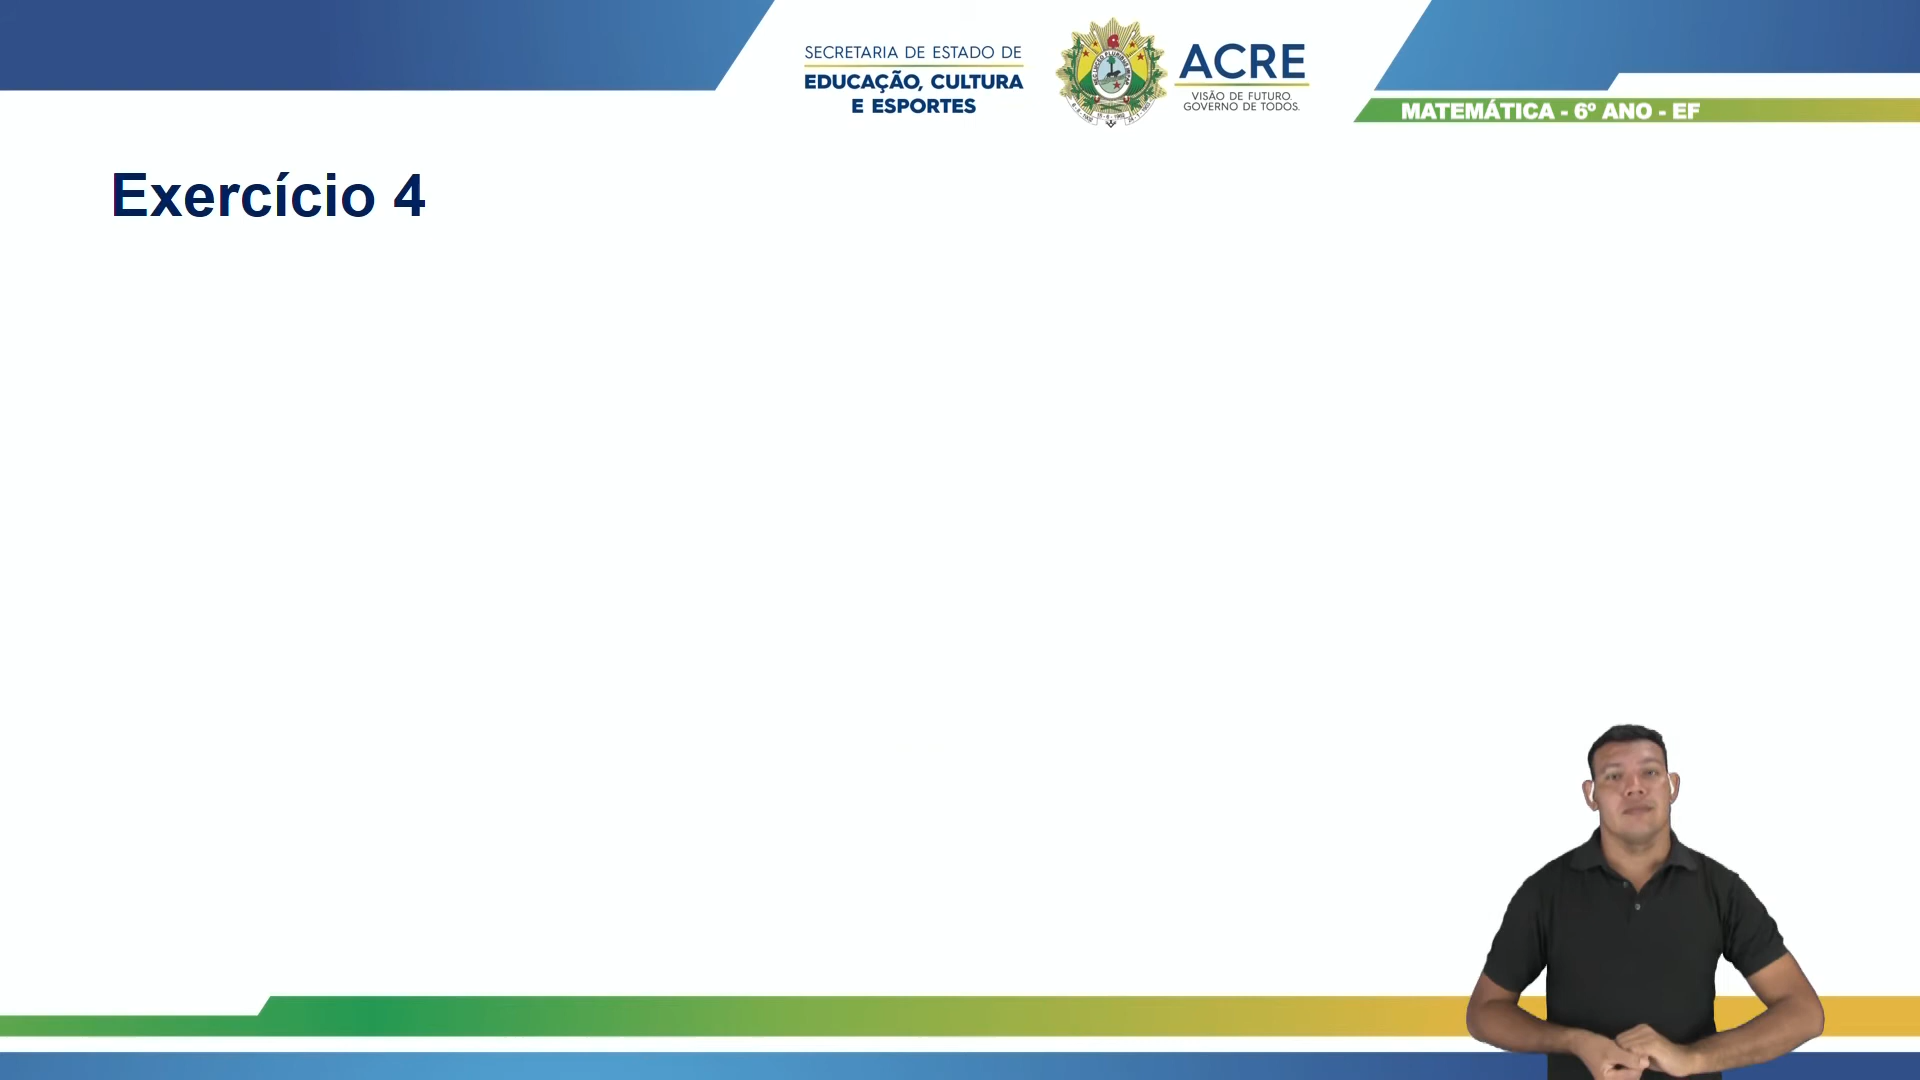 SECRETARIA DE ESTADO DE
EDUCAÇÃO, CULTURA
E ESPORTES
ACRE
VISÃO DE FUTURO.
GOVERNO DE TODOS.
MATEMÁTICA - 6º ANO - EF
Exercício 4